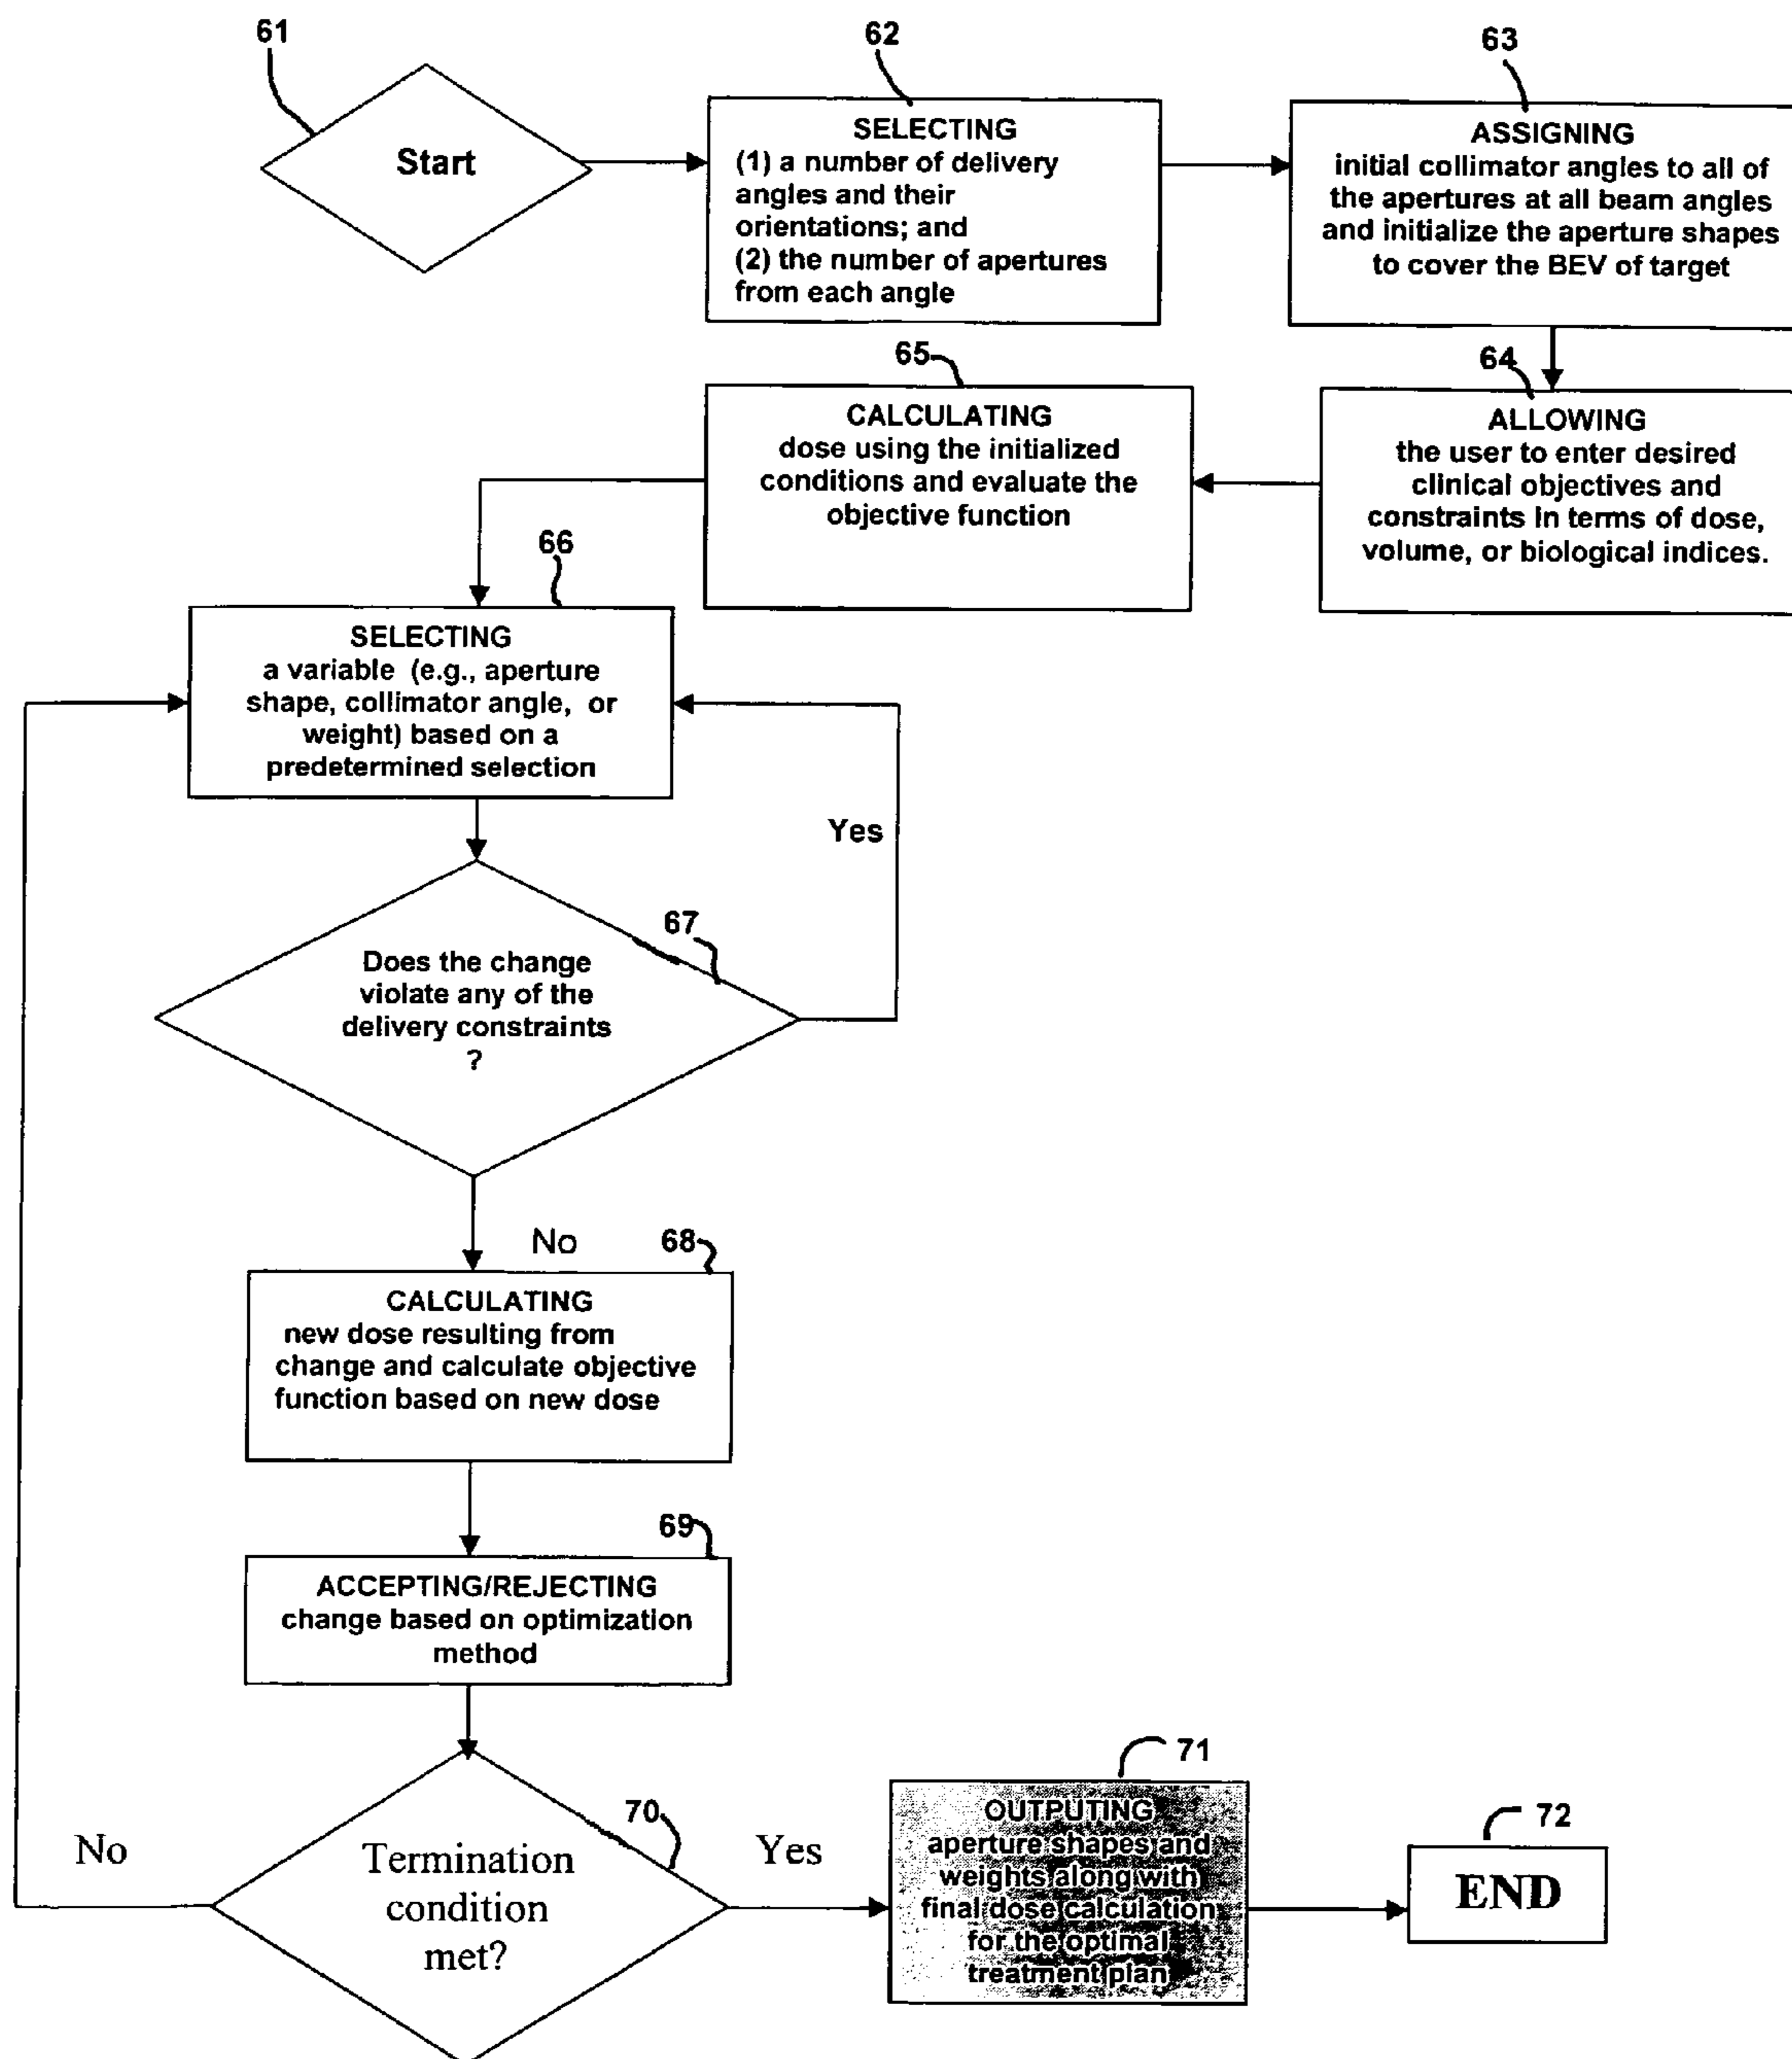 61
Start
62
SELECTING
(1) a number of delivery
angles and their
orientations; and
(2) the number of apertures
from each angle
63
ASSIGNING
initial collimator angles to all of
the apertures at all beam angles
and initialize the aperture shapes
to cover the BEV of target
64
ALLOWING
the user to enter desired
clinical objectives and
constraints In terms of dose,
volume, or biological indices.
65
CALCULATING
dose using the initialized
conditions and evaluate the
objective function
66
SELECTING
a variable (e.g., aperture
shape, collimator angle, or
weight) based on a
predetermined selection
Yes
67
Does the change
violate any of the
delivery constraints
?
No
68
CALCULATING
new dose resulting from
change and calculate objective
function based on new dose
69
ACCEPTING/REJECTING
change based on optimization
method
70
Termination
condition
met?
No
Yes
71
OUTPUTING
aperture shapes and
weights along with
final dose calculation
for the optimal
treatment plan
72
END